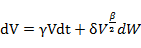 dV = γVdt + δV^{β/2}dW